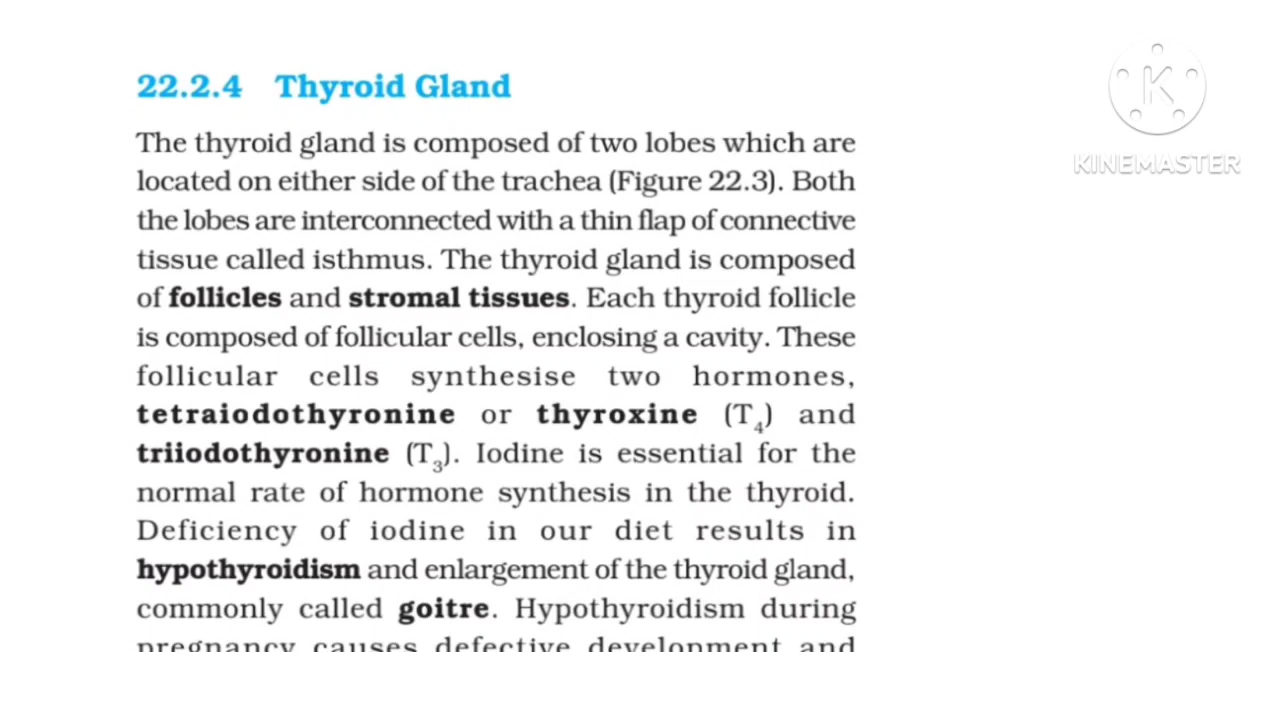 22.2.4 Thyroid Gland
The thyroid gland is composed of two lobes which are
located on either side of the trachea (Figure 22.3). Both
the lobes are interconnected with a thin flap of connective
tissue called isthmus. The thyroid gland is composed
of follicles and stromal tissues. Each thyroid follicle
is composed of follicular cells, enclosing a cavity. These
follicular cells synthesise two hormones,
tetraiodothyronine or thyroxine (T4) and
triiodothyronine (T3). Iodine is essential for the
normal rate of hormone synthesis in the thyroid.
Deficiency of iodine in our diet results in
hypothyroidism and enlargement of the thyroid gland,
commonly called goitre. Hypothyroidism during
pregnancy causes defective development and
K
KINEMASTER